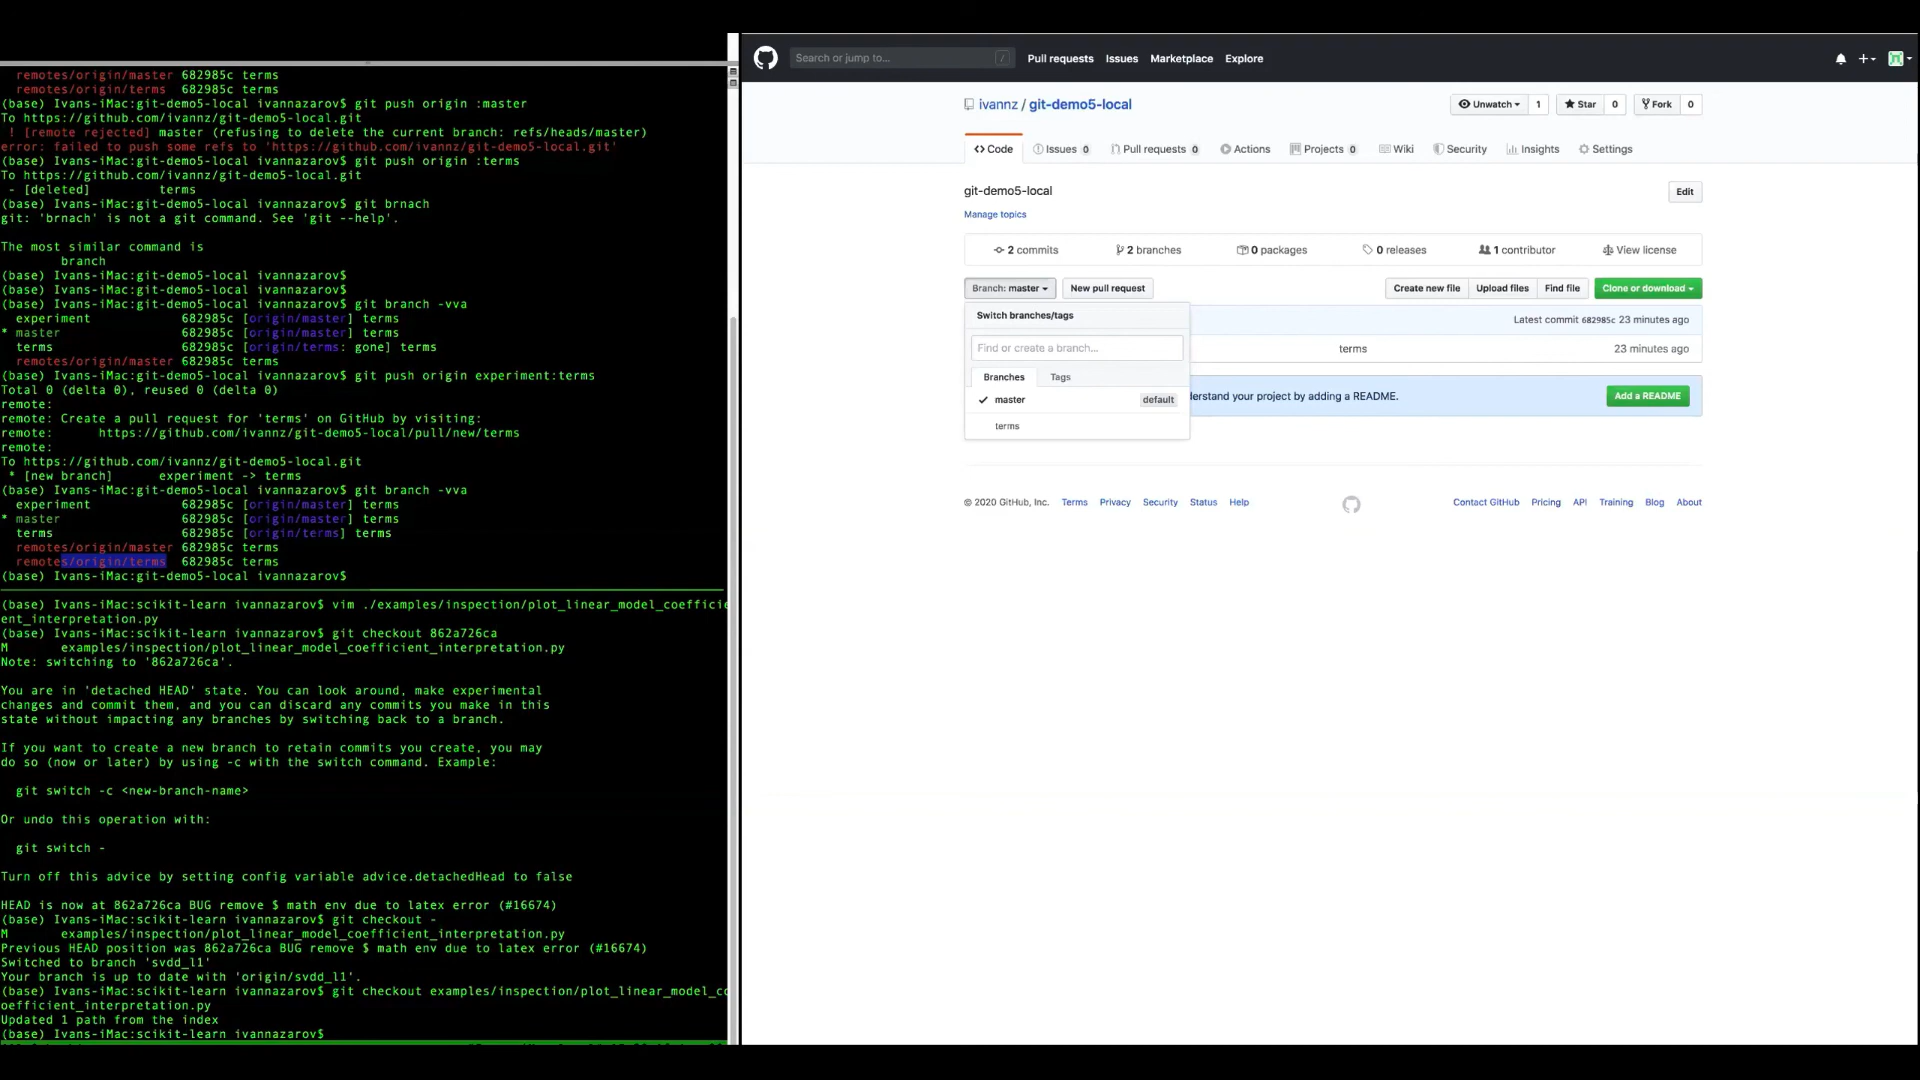 remotes/origin/master 682985c terms
remotes/origin/terms 682985c terms
(base) Ivans-iMac:git-demo5-local ivannazarov$ git push origin :master
To https://github.com/ivannz/git-demo5-local.git
! [remote rejected] master (refusing to delete the current branch: refs/heads/master)
error: failed to push some refs to 'https://github.com/ivannz/git-demo5-local.git'
(base) Ivans-iMac:git-demo5-local ivannazarov$ git push origin :terms
To https://github.com/ivannz/git-demo5-local.git
- [deleted] terms
(base) Ivans-iMac:git-demo5-local ivannazarov$ git brnach
git: 'brnach' is not a git command. See 'git --help'.
The most similar command is
branch
(base) Ivans-iMac:git-demo5-local ivannazarov$
(base) Ivans-iMac:git-demo5-local ivannazarov$
(base) Ivans-iMac:git-demo5-local ivannazarov$ git branch -vva
experiment 682985c [origin/master] terms
* master 682985c [origin/master] terms
terms 682985c [origin/terms: gone] terms
remotes/origin/master 682985c terms
(base) Ivans-iMac:git-demo5-local ivannazarov$ git push origin experiment:terms
Total 0 (delta 0), reused 0 (delta 0)
remote:
remote: Create a pull request for 'terms' on GitHub by visiting:
remote: https://github.com/ivannz/git-demo5-local/pull/new/terms
remote:
To https://github.com/ivannz/git-demo5-local.git
* [new branch] experiment -> terms
(base) Ivans-iMac:git-demo5-local ivannazarov$ git branch -vva
experiment 682985c [origin/master] terms
* master 682985c [origin/master] terms
terms 682985c [origin/terms] terms
remotes/origin/master 682985c terms
remotes/origin/terms 682985c terms
(base) Ivans-iMac:git-demo5-local ivannazarov$
(base) Ivans-iMac:scikit-learn ivannazarov$ vim ./examples/inspection/plot_linear_model_coeffici
ent_interpretation.py
(base) Ivans-iMac:scikit-learn ivannazarov$ git checkout 862a726ca
M examples/inspection/plot_linear_model_coefficient_interpretation.py
Note: switching to '862a726ca'.
You are in 'detached HEAD' state. You can look around, make experimental
changes and commit them, and you can discard any commits you make in this
state without impacting any branches by switching back to a branch.
If you want to create a new branch to retain commits you create, you may
do so (now or later) by using -c with the switch command. Example:
git switch -c <new-branch-name>
Or undo this operation with:
git switch -
Turn off this advice by setting config variable advice.detachedHead to false
HEAD is now at 862a726ca BUG remove $ math env due to latex error (#16674)
(base) Ivans-iMac:scikit-learn ivannazarov$ git checkout -
M examples/inspection/plot_linear_model_coefficient_interpretation.py
Previous HEAD position was 862a726ca BUG remove $ math env due to latex error (#16674)
Switched to branch 'svdd_l1'
Your branch is up to date with 'origin/svdd_l1'.
(base) Ivans-iMac:scikit-learn ivannazarov$ git checkout examples/inspection/plot_linear_model_c
oefficient_interpretation.py
Updated 1 path from the index
(base) Ivans-iMac:scikit-learn ivannazarov$
Search or jump to... / Pull requests Issues Marketplace Explore
ivannz / git-demo5-local Unwatch 1 Star 0 Fork 0
Code Issues 0 Pull requests 0 Actions Projects 0 Wiki Security Insights Settings
git-demo5-local Edit
Manage topics
2 commits 2 branches 0 packages 0 releases 1 contributor View license
Branch: master New pull request Create new file Upload files Find file Clone or download
Switch branches/tags Latest commit 682985c 23 minutes ago
Find or create a branch... terms 23 minutes ago
Branches Tags
master default
derstand your project by adding a README. Add a README
terms
© 2020 GitHub, Inc. Terms Privacy Security Status Help Contact GitHub Pricing API Training Blog About